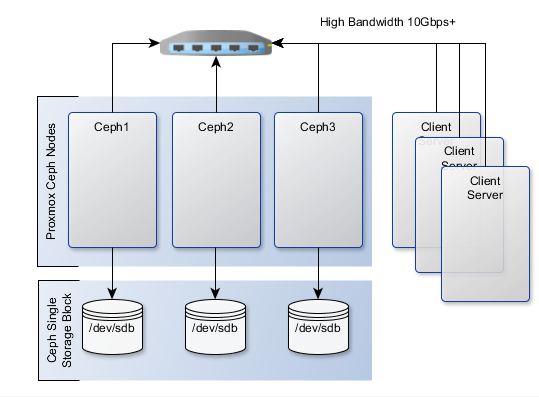 High Bandwidth 10Gbps+
Proxmox Ceph Nodes
Ceph1
Ceph2
Ceph3
Client
Server
Client
Server
Client
Server
Ceph Single
Storage Block
/dev/sdb
/dev/sdb
/dev/sdb